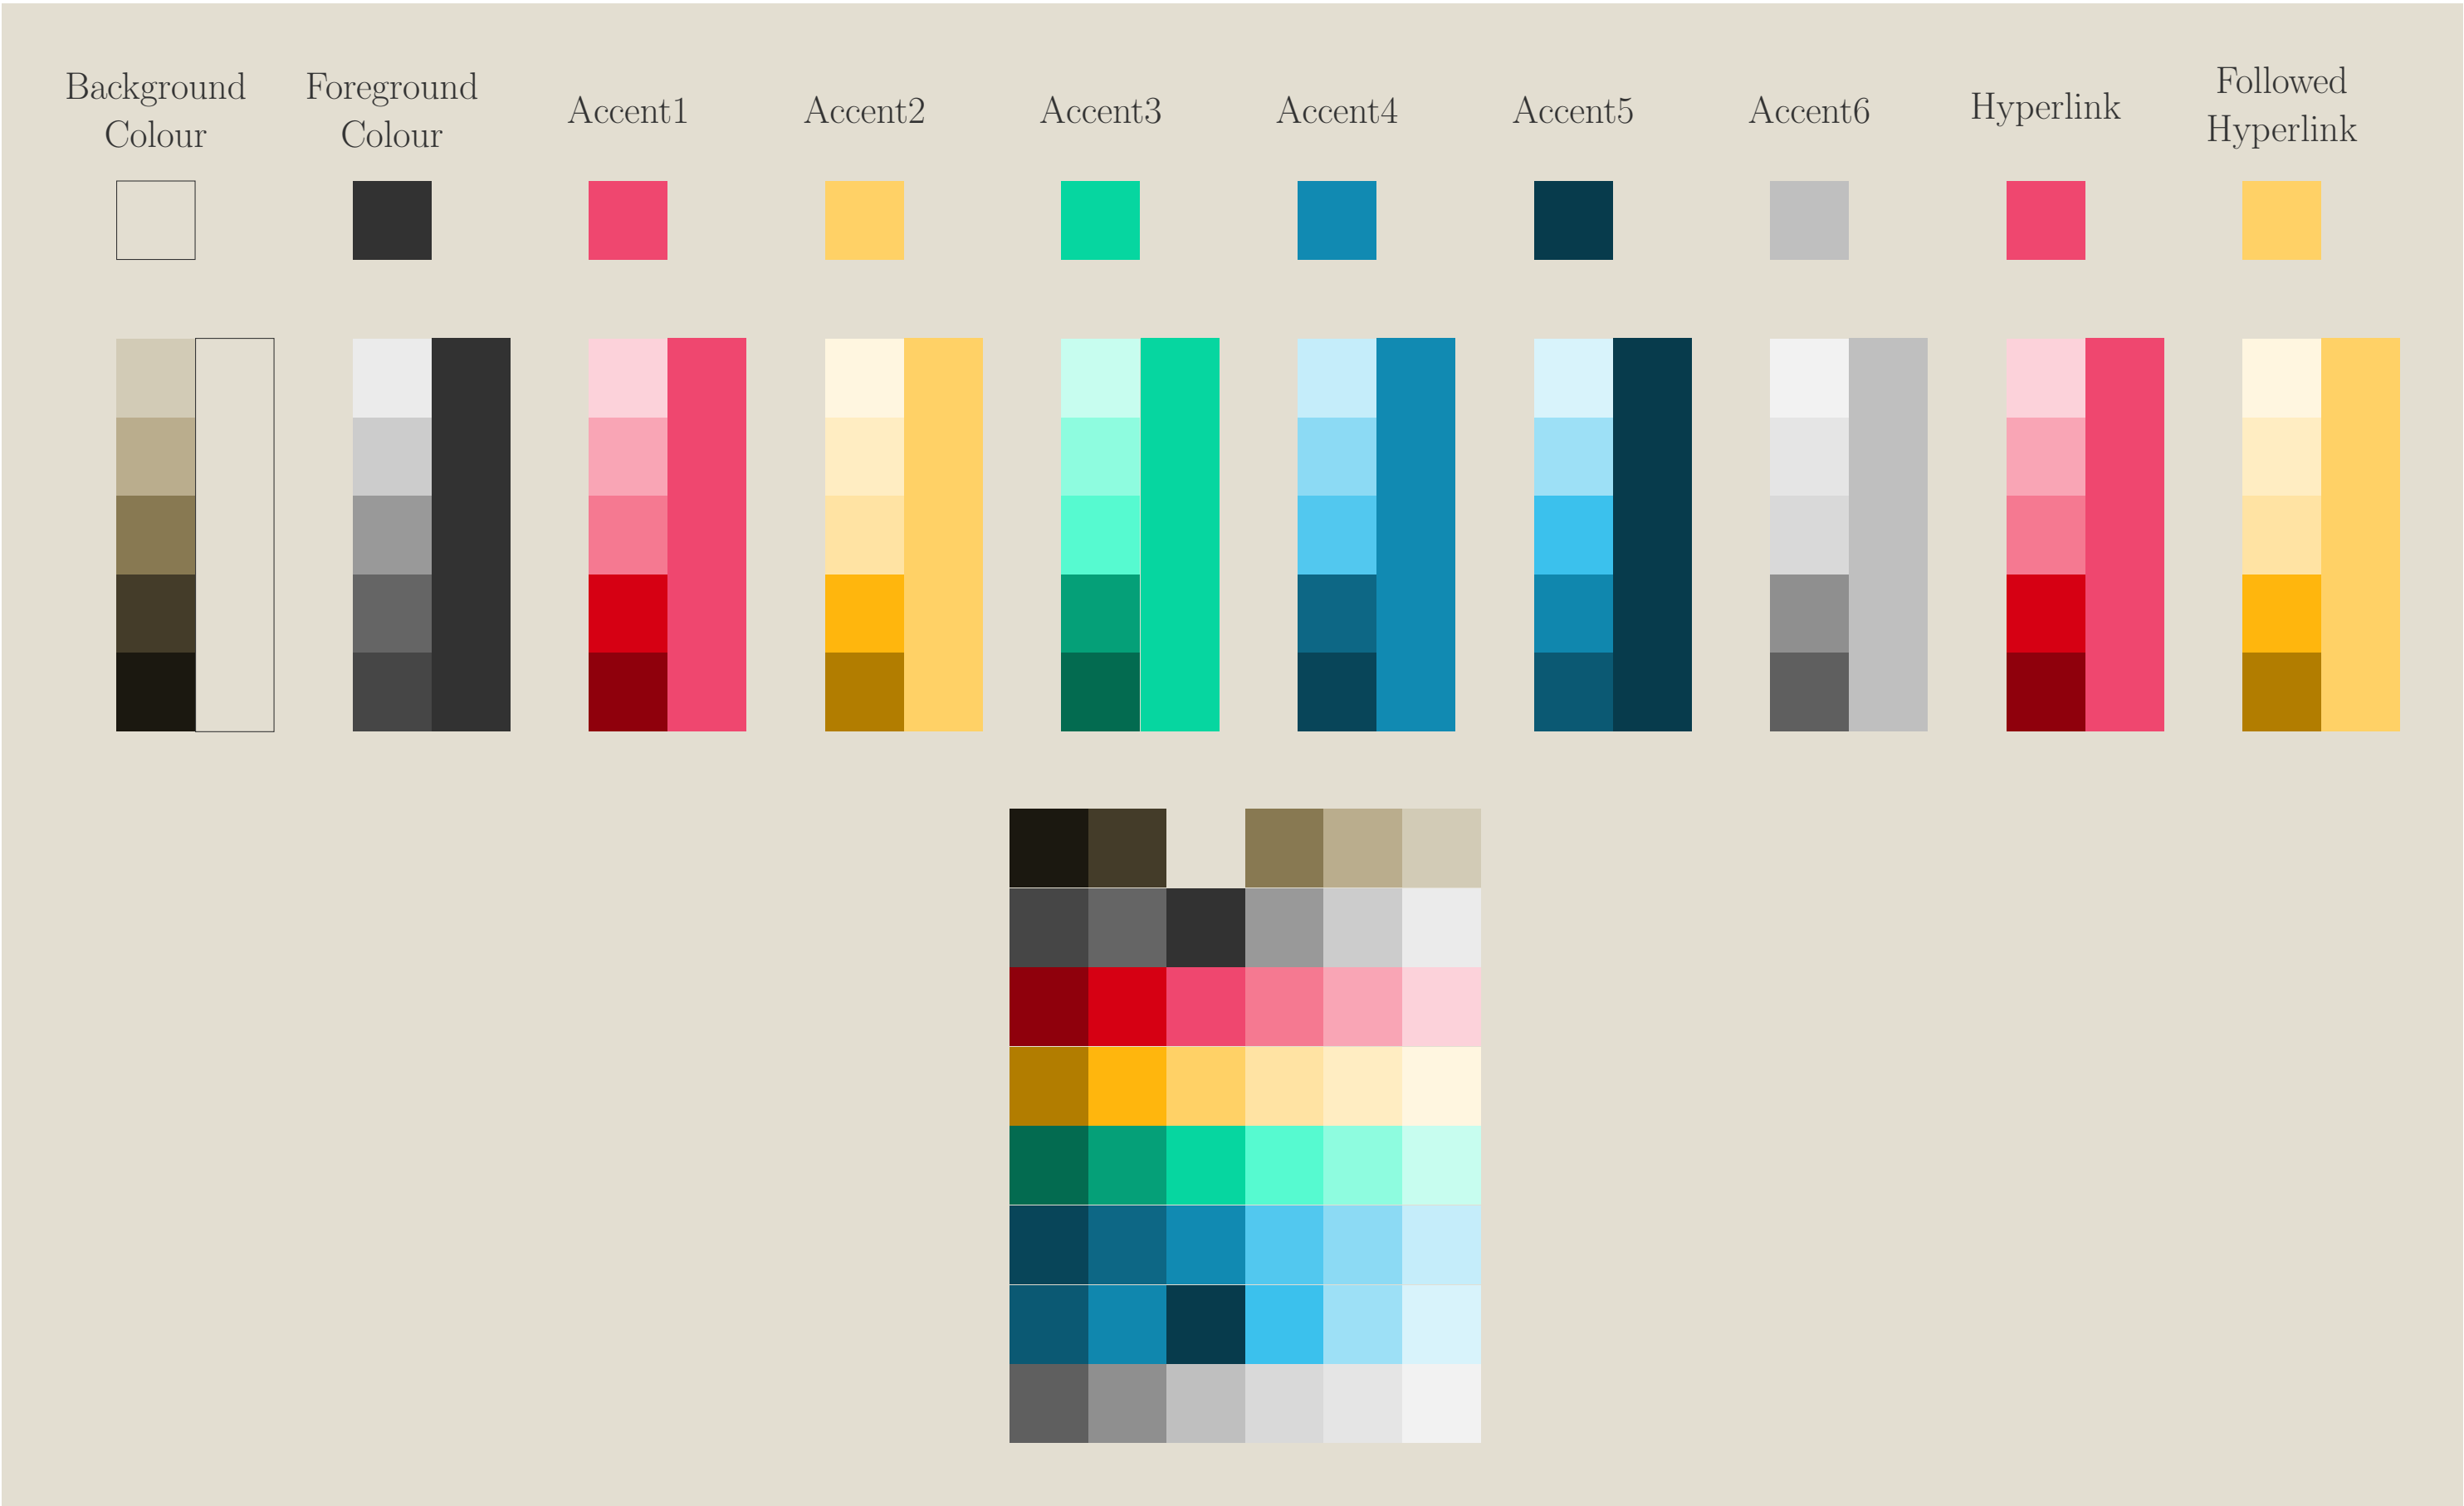 Background
Colour
Foreground
Colour
Accent1
Accent2
Accent3
Accent4
Accent5
Accent6
Hyperlink
Followed
Hyperlink